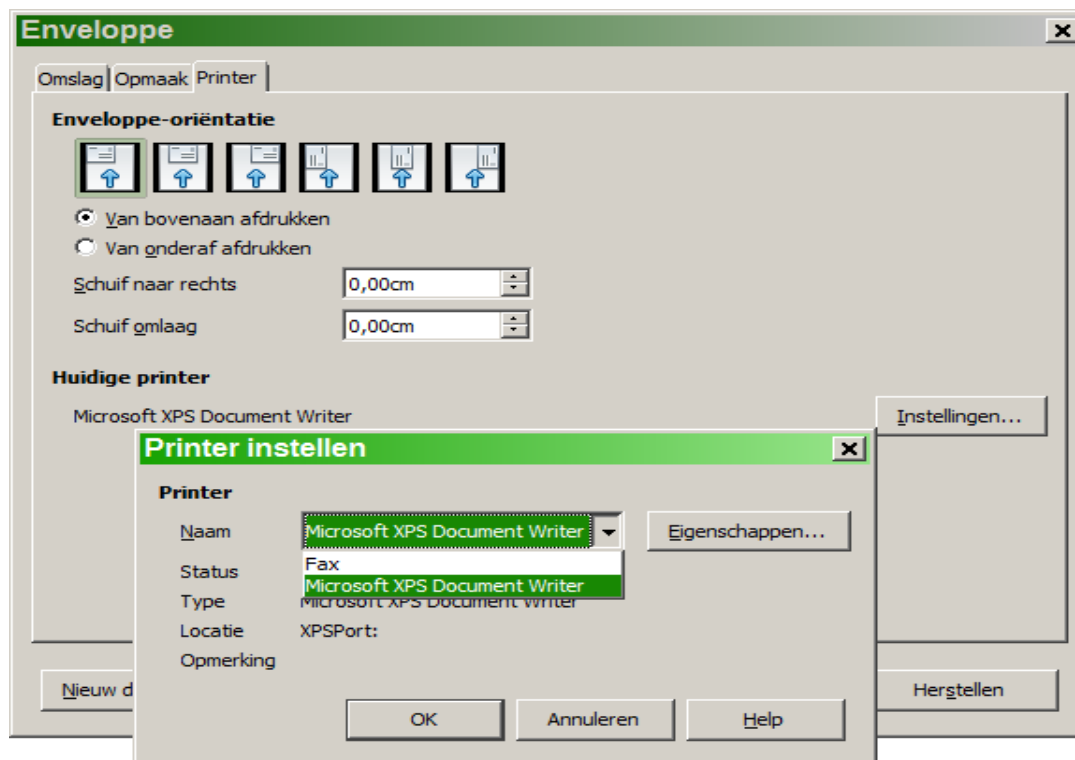 Enveloppe
Omslag Opmaak Printer
Enveloppe-oriëntatie
Van bovenaan afdrukken
Van onderaf afdrukken
Schuif naar rechts 0,00cm
Schuif omlaag 0,00cm
Huidige printer
Microsoft XPS Document Writer Instellingen...
Printer instellen
Printer
Naam Microsoft XPS Document Writer Eigenschappen...
Fax
Status
Microsoft XPS Document Writer
Type Microsoft XPS Document Writer
Locatie XPSPort:
Opmerking
Nieuw d Herstellen
OK Annuleren Help